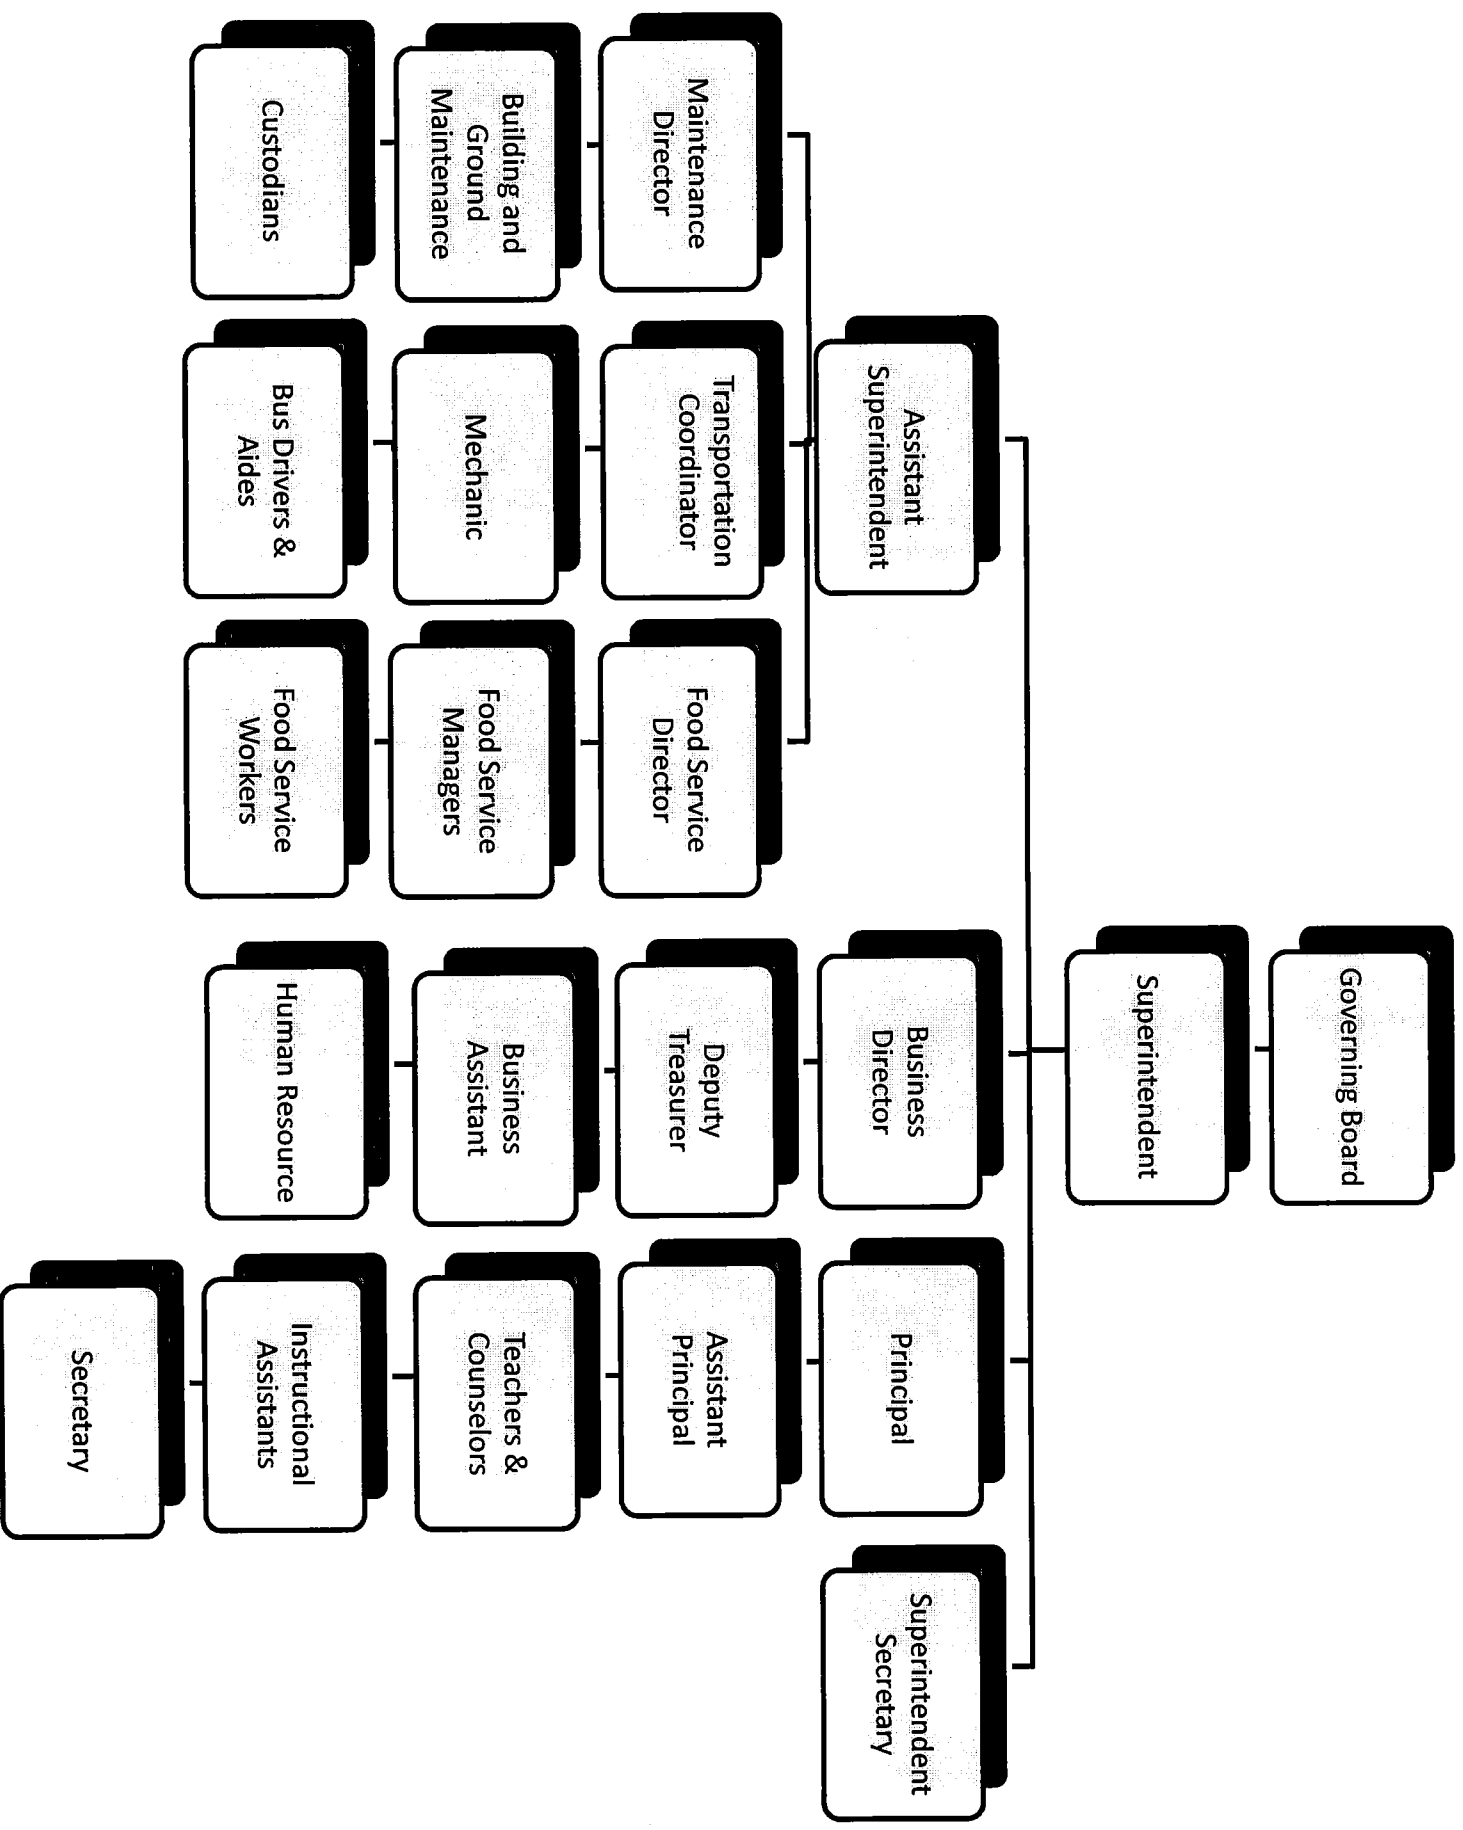 Governing Board
Superintendent
Assistant
Superintendent
Business
Director
Principal
Superintendent
Secretary
Maintenance
Director
Transportation
Coordinator
Food Service
Director
Deputy
Treasurer
Assistant
Principal
Building and
Ground
Maintenance
Mechanic
Food Service
Managers
Business
Assistant
Teachers &
Counselors
Custodians
Bus Drivers &
Aides
Food Service
Workers
Human Resource
Instructional
Assistants
Secretary